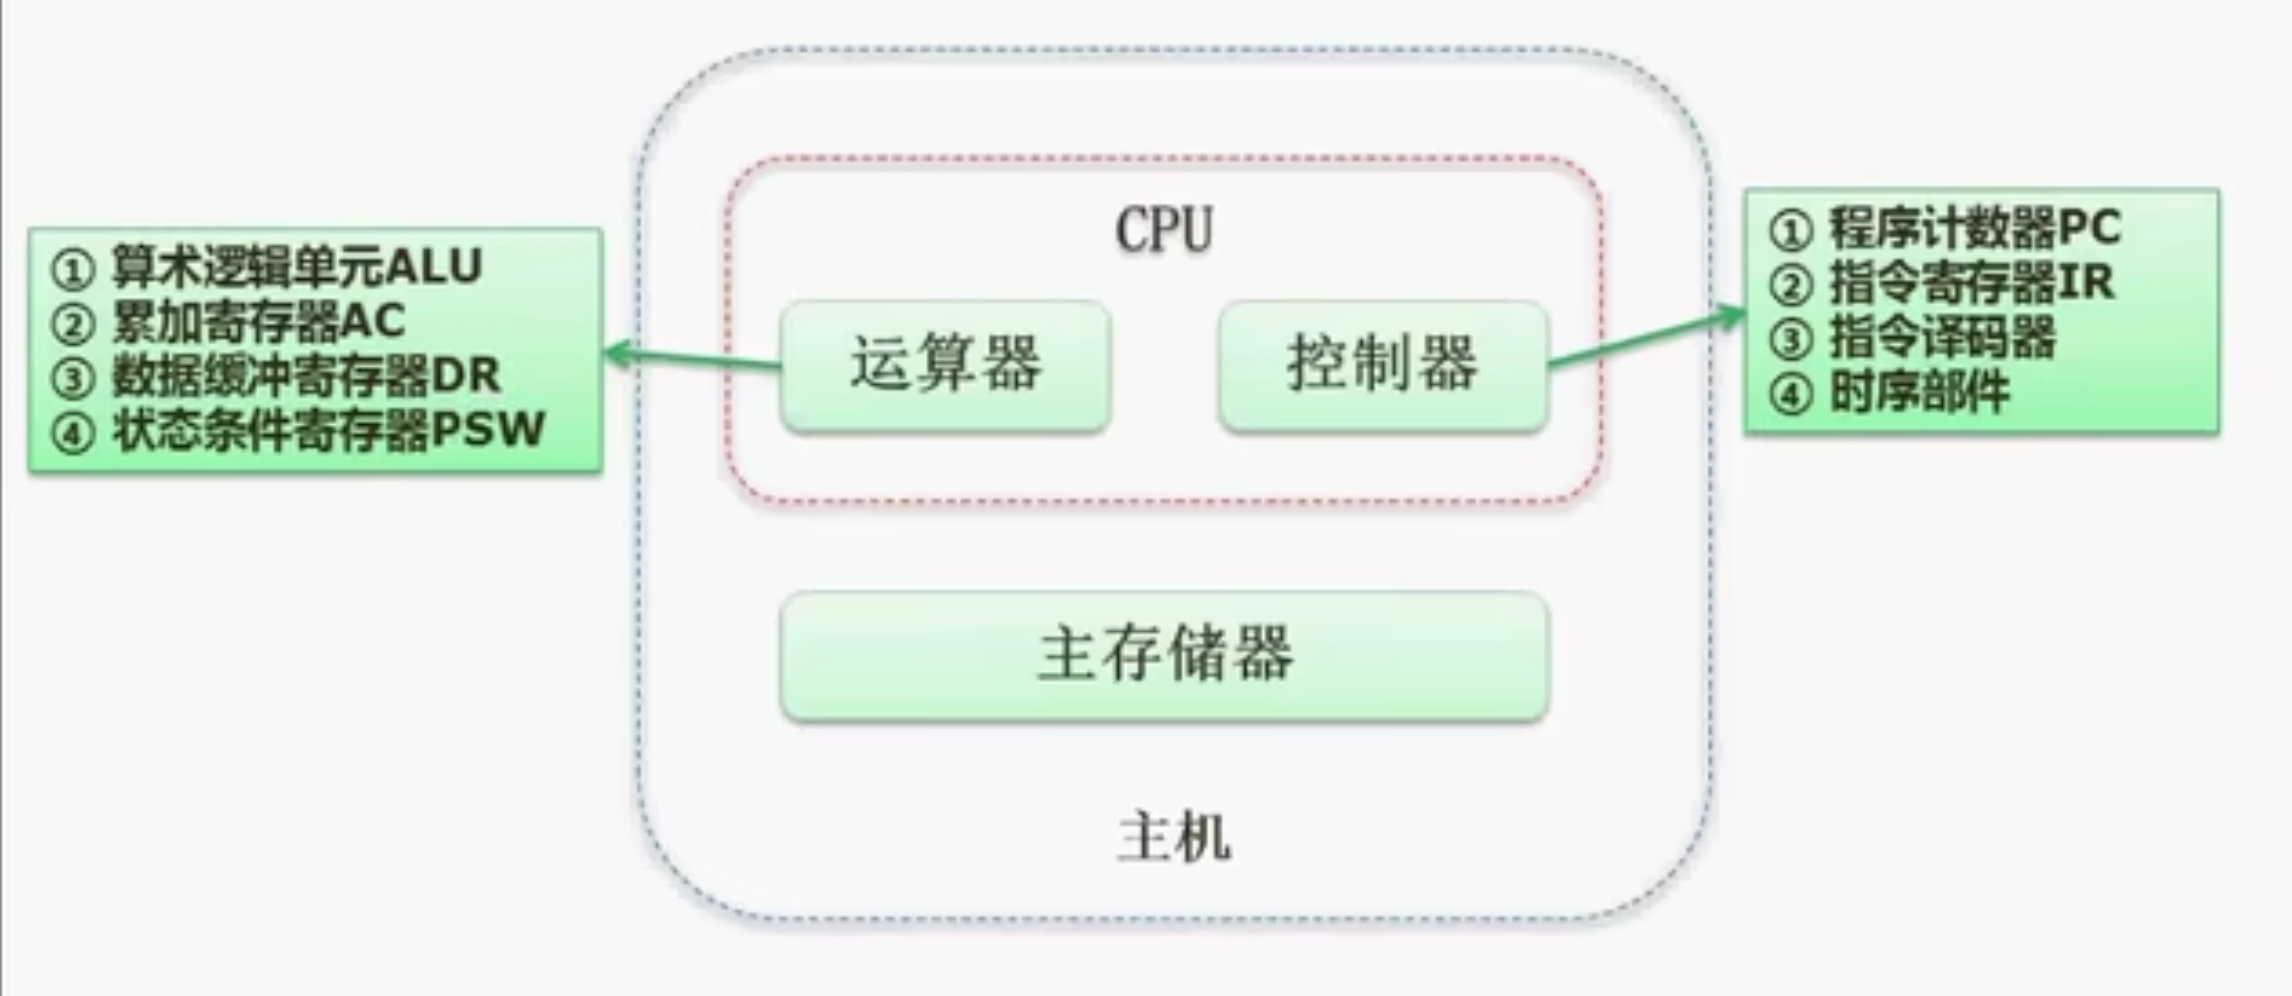 CPU
① 算术逻辑单元ALU
② 累加寄存器AC
③ 数据缓冲寄存器DR
④ 状态条件寄存器PSW
运算器
控制器
① 程序计数器PC
② 指令寄存器IR
③ 指令译码器
④ 时序部件
主存储器
主机